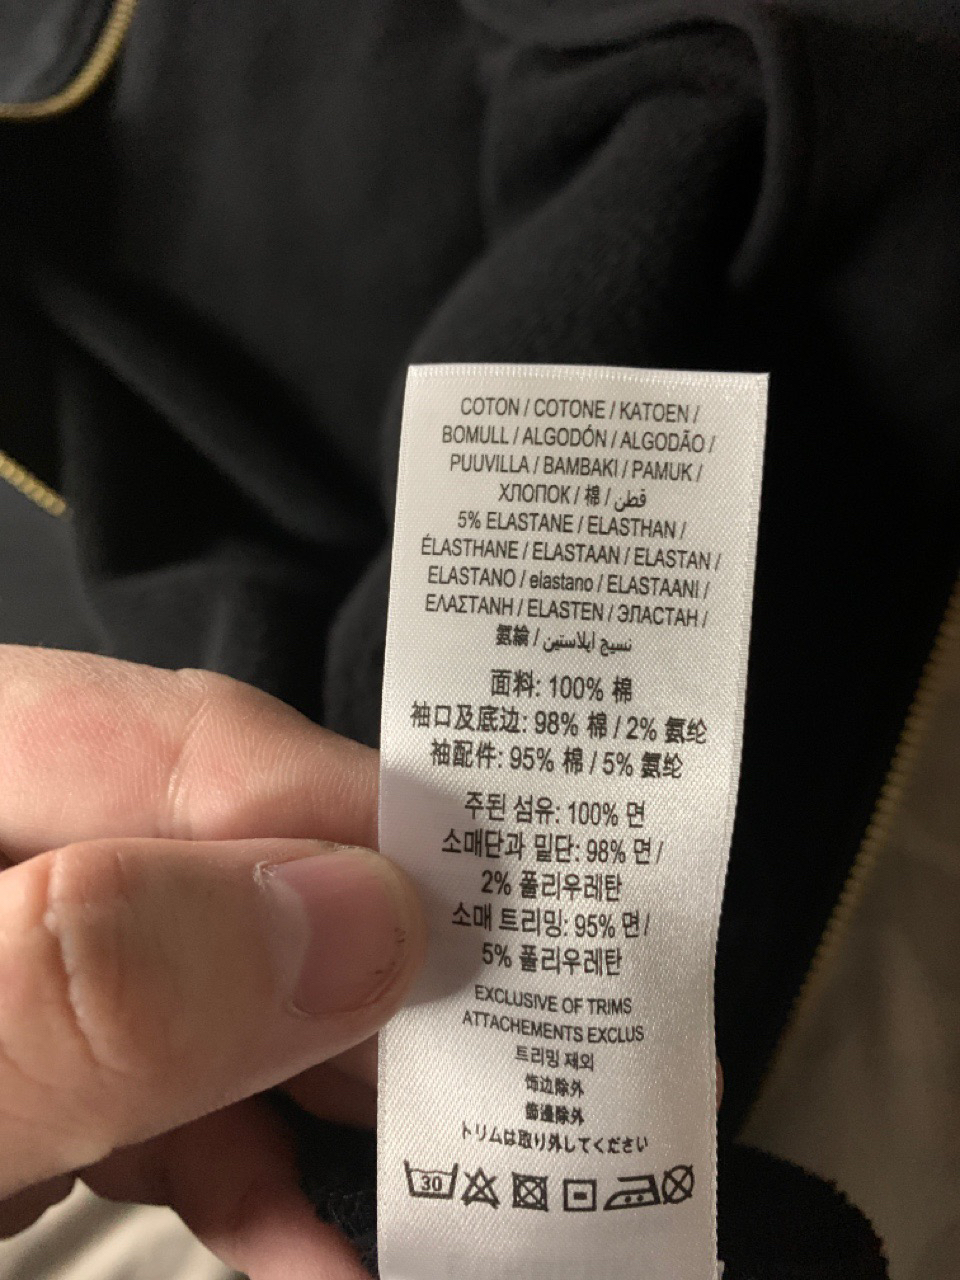 COTON / COTONE / KATOEN /
BOMULL / ALGODÓN / ALGODÃO /
PUUVILLA / BAMBAKI / PAMUK /
ХЛОПОК / 棉 / قطن
5% ELASTANE / ELASTHAN /
ÉLASTHANE / ELASTAAN / ELASTAN /
ELASTANO / elastano / ELASTAANI /
ΕΛΑΣΤΑΝΗ / ELASTEN / ЭЛАСТАН /
氨綸 / نسيج ايلاستين
面料: 100% 棉
袖口及底边: 98% 棉 / 2% 氨纶
袖配件: 95% 棉 / 5% 氨纶
주된 섬유: 100% 면
소매단과 밑단: 98% 면 /
2% 폴리우레탄
소매 트리밍: 95% 면 /
5% 폴리우레탄
EXCLUSIVE OF TRIMS
ATTACHEMENTS EXCLUS
트리밍 제외
饰边除外
飾邊除外
トリムは取り外してください
30